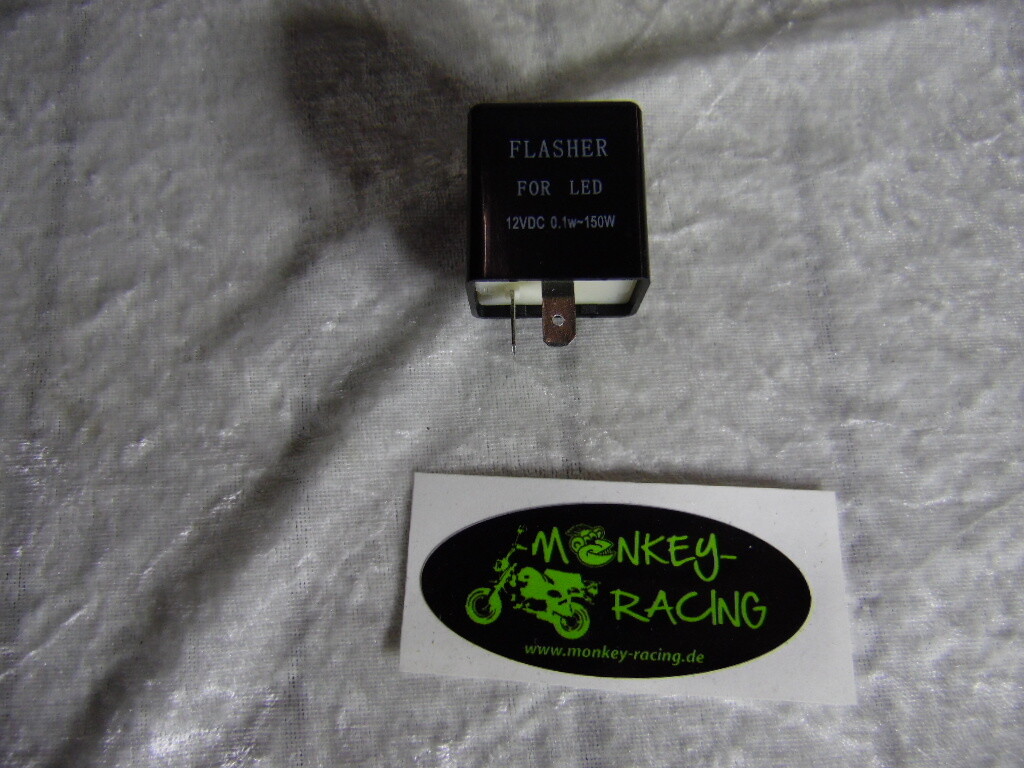 FLASHER
FOR LED
12VDC 0.1w~150W
-MONKEY-
RACING
www.monkey-racing.de